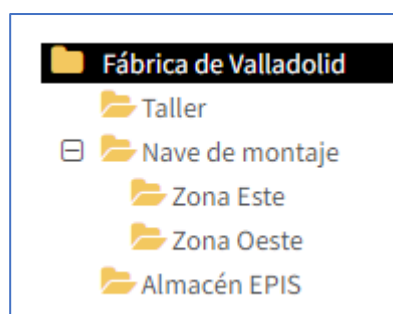 Fábrica de Valladolid
Taller
Nave de montaje
Zona Este
Zona Oeste
Almacén EPIS